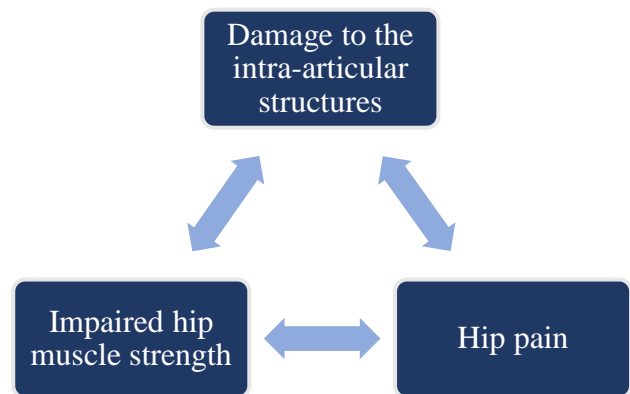 Damage to the
intra-articular
structures
Impaired hip
muscle strength
Hip pain